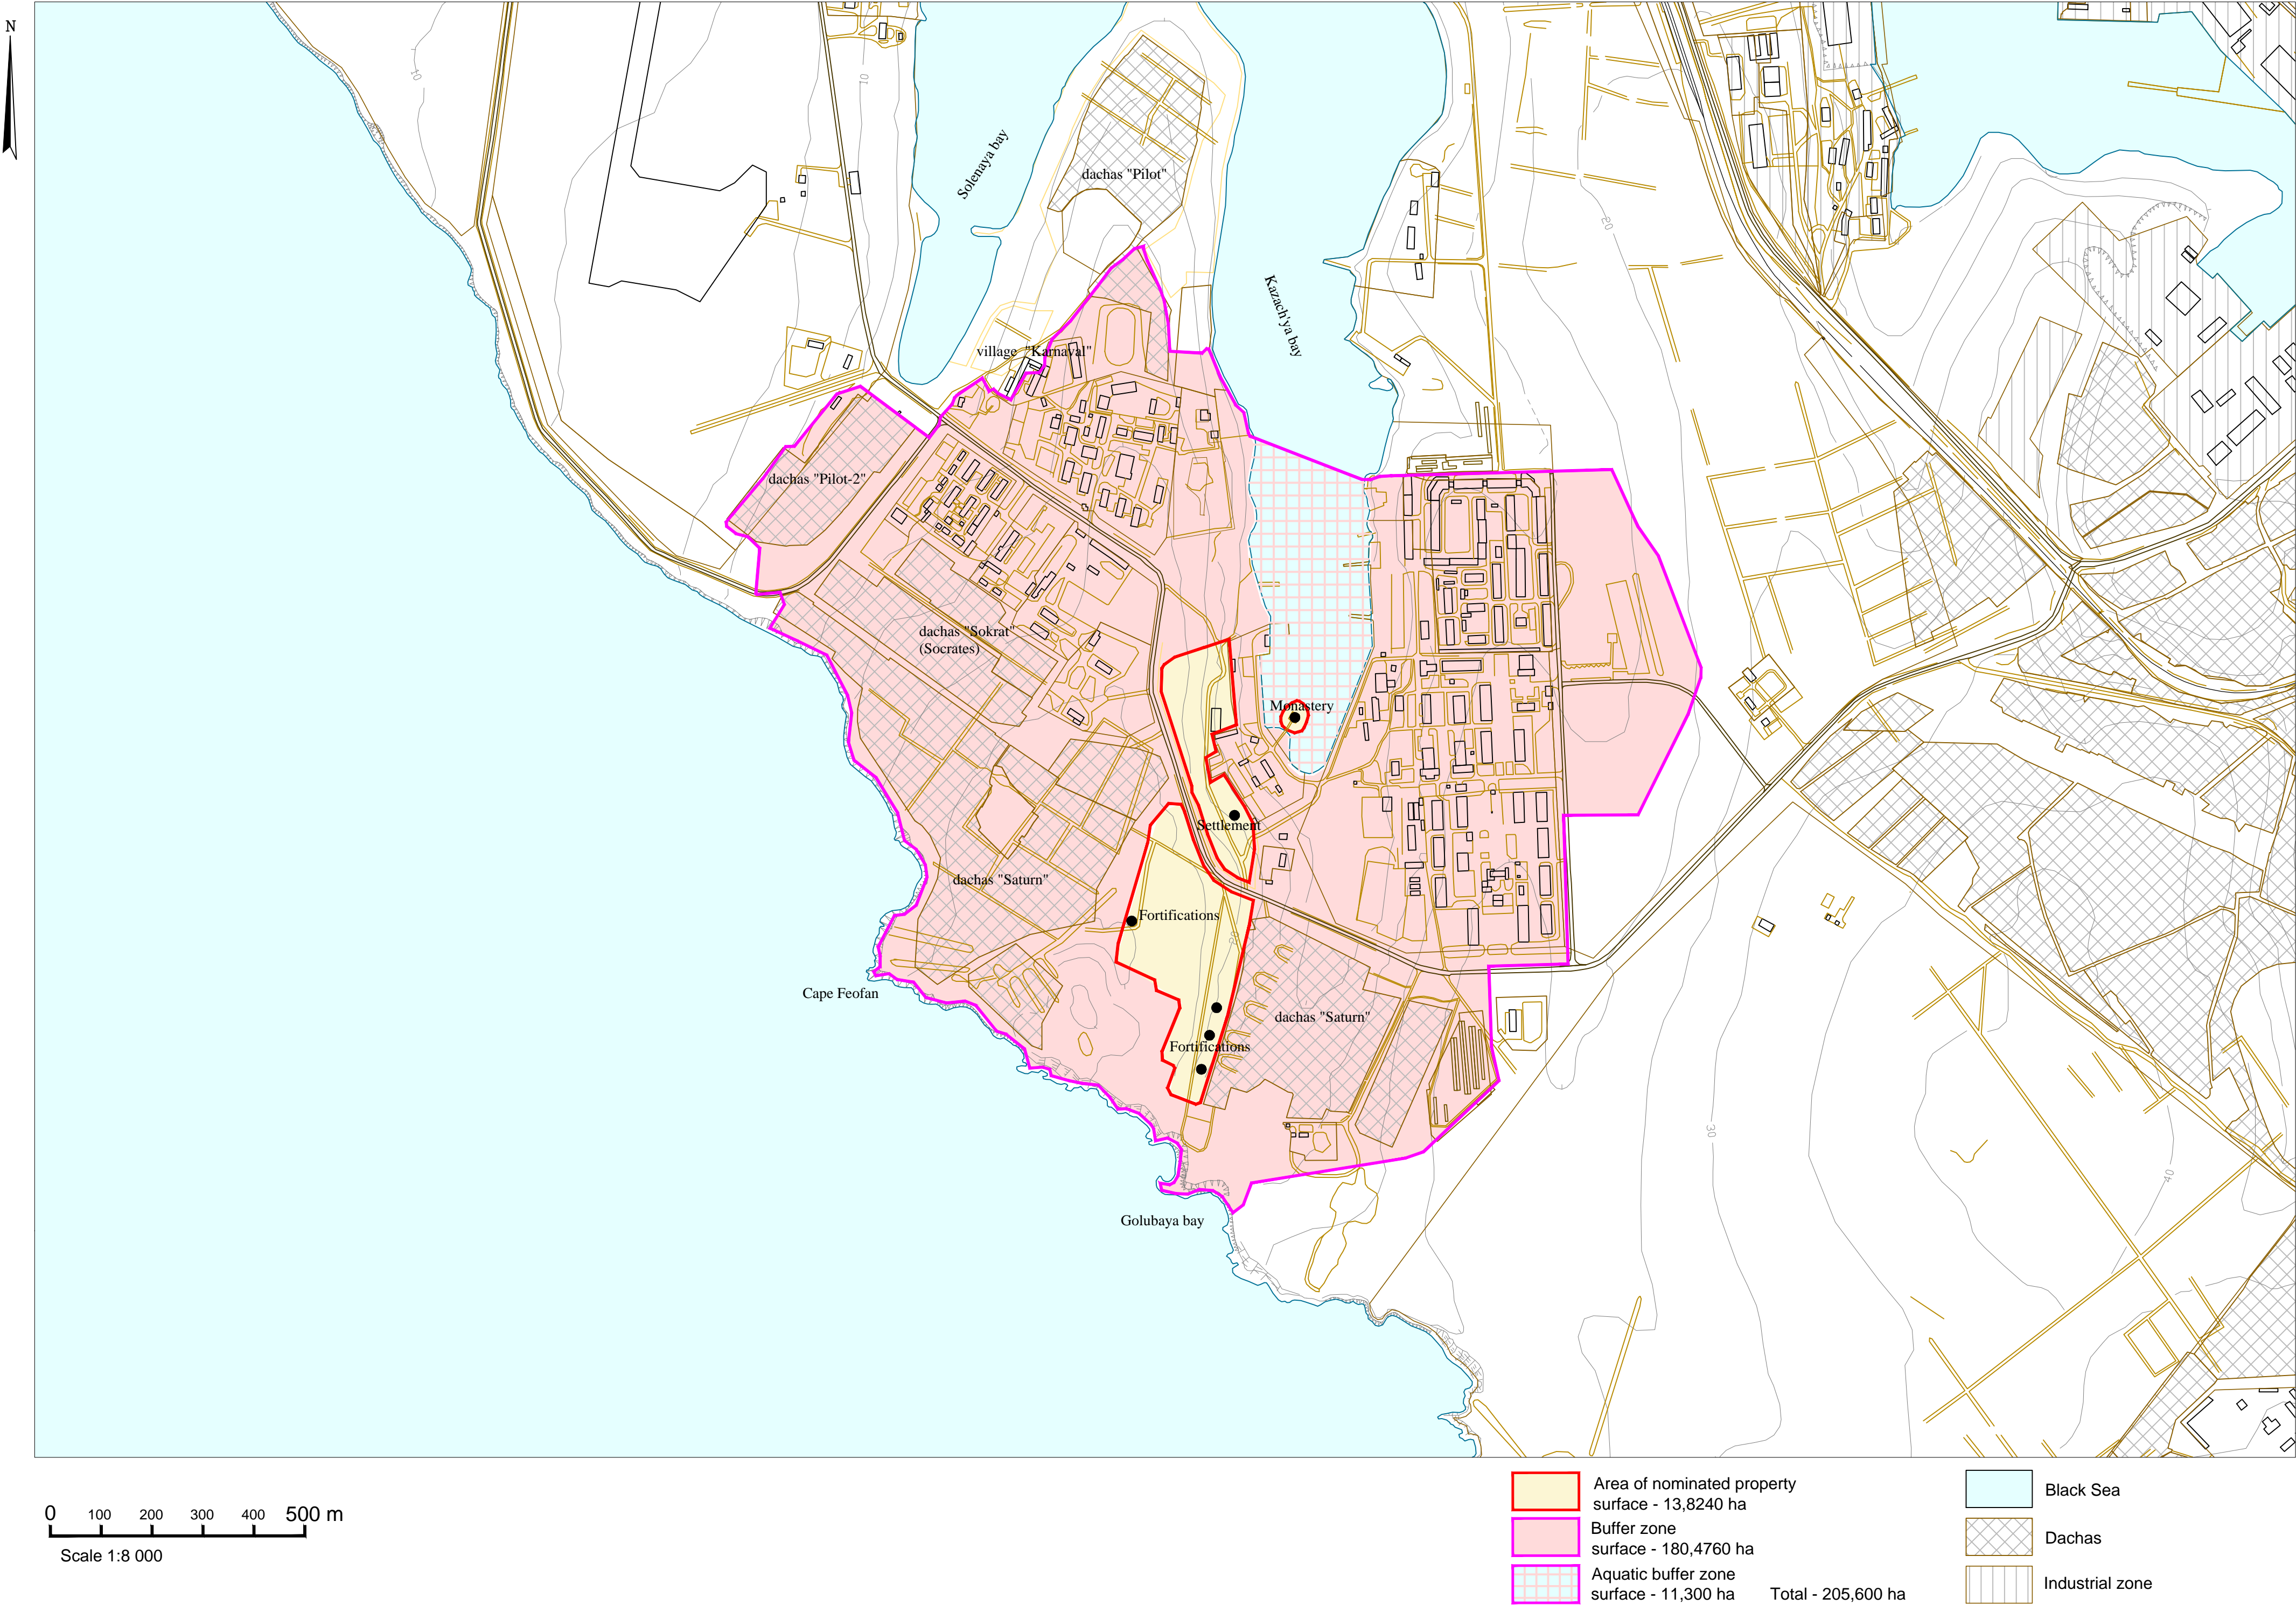 N
10
10
Solenaya bay
dachas "Pilot"
20
Kazach'ya bay
village "Karnaval"
dachas "Pilot-2"
dachas "Sokrat"
(Socrates)
Monastery
Settlement
dachas "Saturn"
Fortifications
20
Cape Feofan
dachas "Saturn"
Fortifications
30
40
Golubaya bay
0 100 200 300 400 500 m
Scale 1:8 000
Area of nominated property
surface - 13,8240 ha
Buffer zone
surface - 180,4760 ha
Aquatic buffer zone
surface - 11,300 ha Total - 205,600 ha
Black Sea
Dachas
Industrial zone